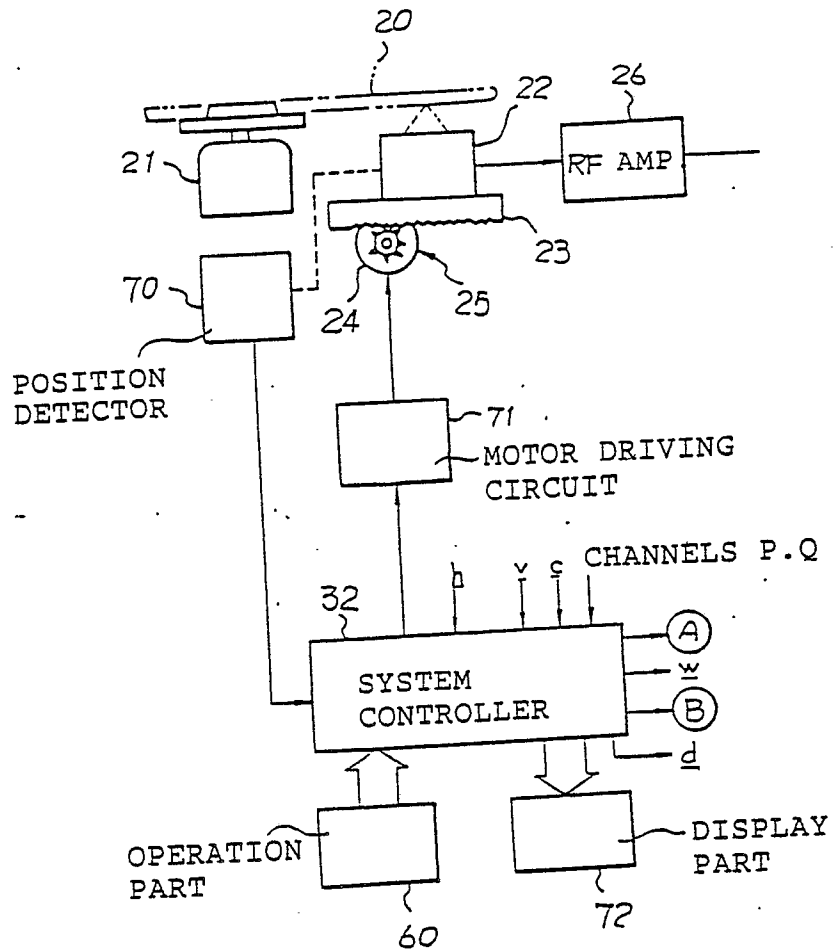 20
22
26
21
RF AMP
23
70
24
25
POSITION
DETECTOR
71
MOTOR DRIVING
CIRCUIT
CHANNELS P.Q
h
v
c
32
A
SYSTEM
CONTROLLER
w
B
d
OPERATION
PART
DISPLAY
PART
60
72